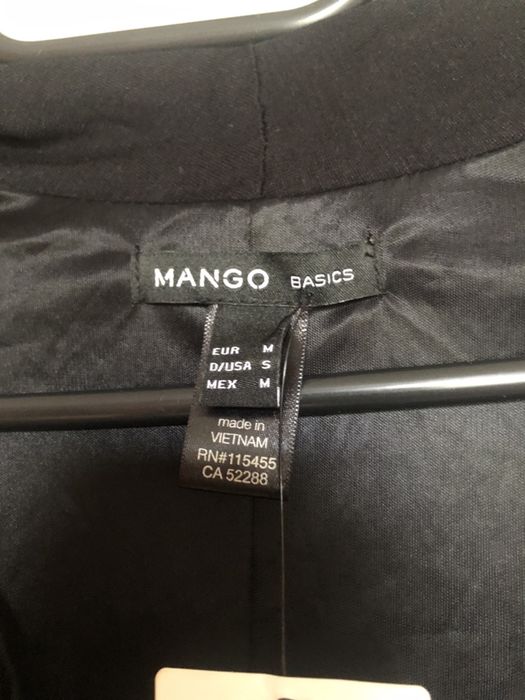 MANGO BASICS
EUR M
D/USA S
MEX M
made in
VIETNAM
RN#115455
CA 52288